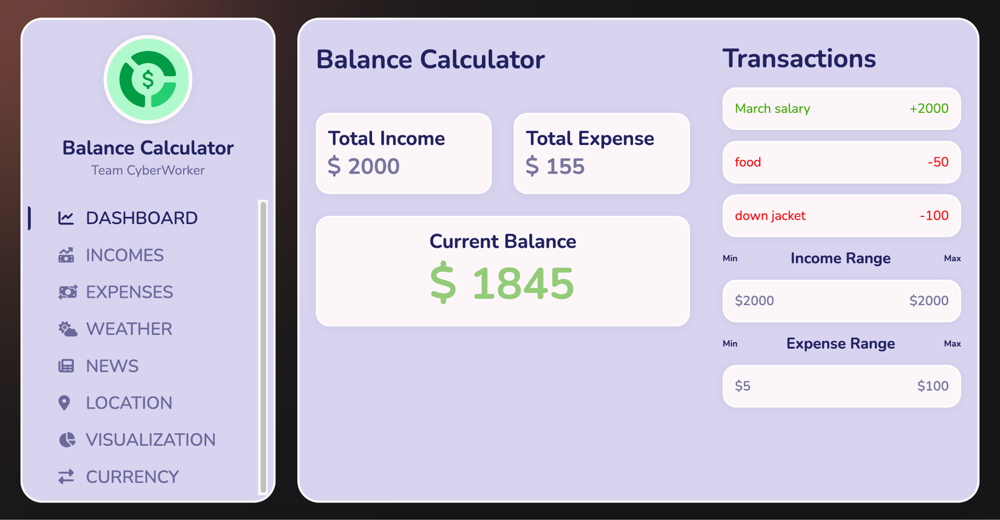 $
Balance Calculator
Team CyberWorker
DASHBOARD
INCOMES
EXPENSES
WEATHER
NEWS
LOCATION
VISUALIZATION
CURRENCY
Balance Calculator
Total Income
$ 2000
Total Expense
$ 155
Current Balance
$ 1845
Transactions
March salary +2000
food -50
down jacket -100
Min Income Range Max
$2000 $2000
Min Expense Range Max
$5 $100